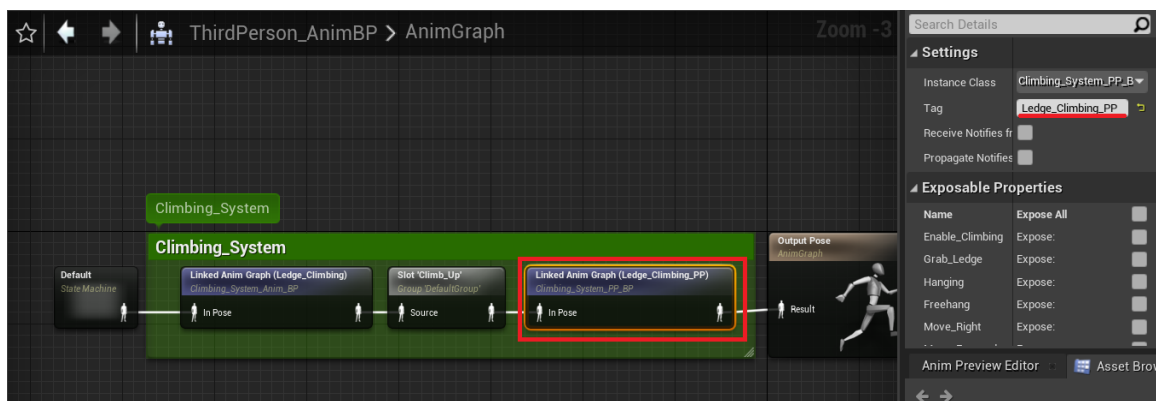 ThirdPerson_AnimBP > AnimGraph
Zoom -3
Climbing_System
Climbing_System
Default
State Machine
Linked Anim Graph (Ledge_Climbing)
Climbing_System_Anim_BP
In Pose
Slot 'Climb_Up'
Group 'DefaultGroup'
Source
Linked Anim Graph (Ledge_Climbing_PP)
Climbing_System_PP_BP
In Pose
Output Pose
AnimGraph
Result
Search Details
Settings
Instance Class Climbing_System_PP_B
Tag Ledge_Climbing_PP
Receive Notifies fr
Propagate Notifies
Exposable Properties
Name Expose All
Enable_Climbing Expose:
Grab_Ledge Expose:
Hanging Expose:
Freehang Expose:
Move_Right Expose:
Anim Preview Editor
Asset Brov